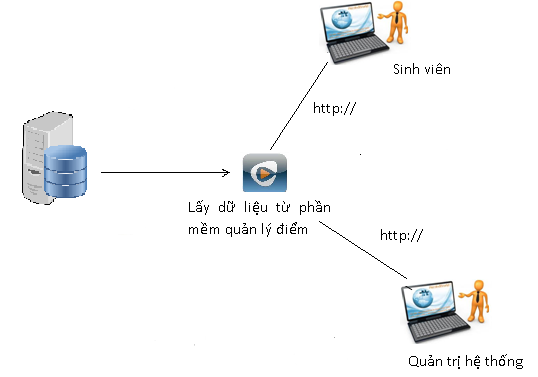 Sinh viên
http://
Lấy dữ liệu từ phần
mềm quản lý điểm
http://
Quản trị hệ thống